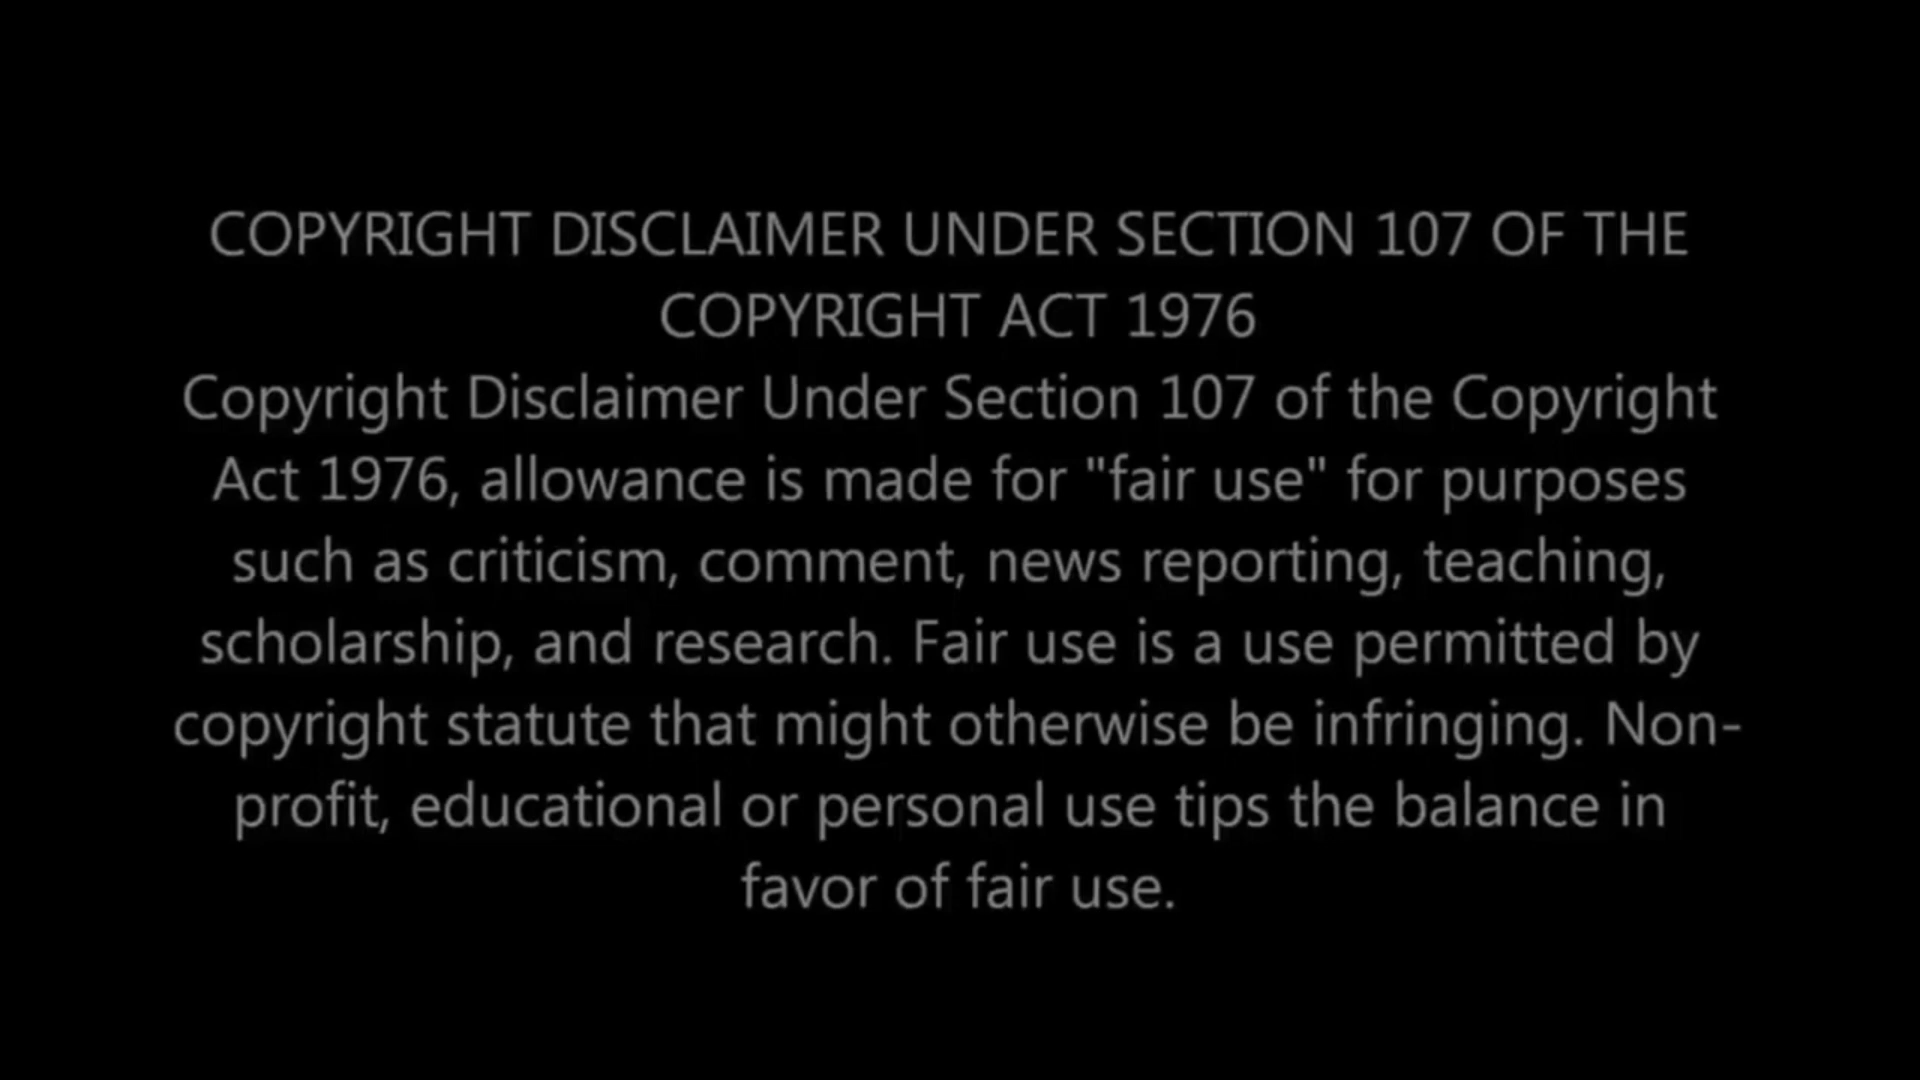 COPYRIGHT DISCLAIMER UNDER SECTION 107 OF THE
COPYRIGHT ACT 1976
Copyright Disclaimer Under Section 107 of the Copyright
Act 1976, allowance is made for "fair use" for purposes
such as criticism, comment, news reporting, teaching,
scholarship, and research. Fair use is a use permitted by
copyright statute that might otherwise be infringing. Non-
profit, educational or personal use tips the balance in
favor of fair use.